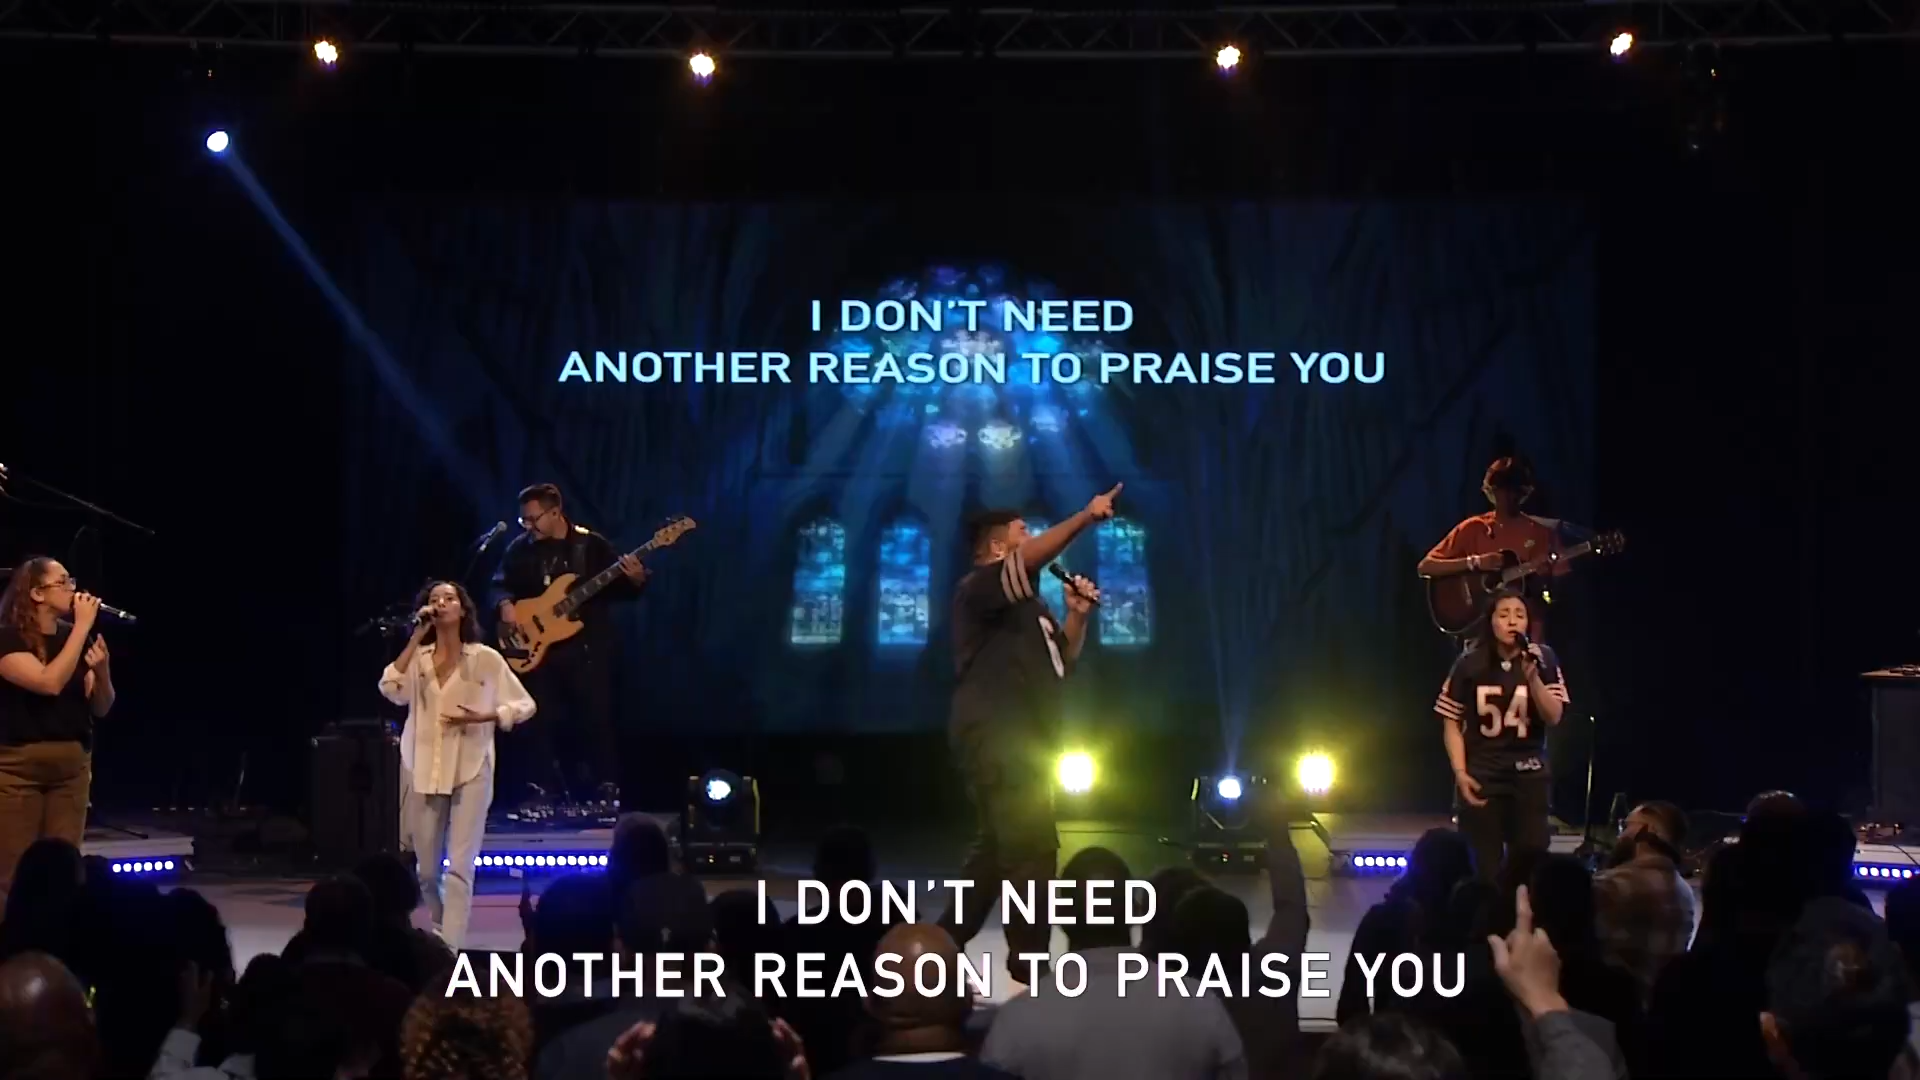 I DON'T NEED
ANOTHER REASON TO PRAISE YOU
54
I DON'T NEED
ANOTHER REASON TO PRAISE YOU